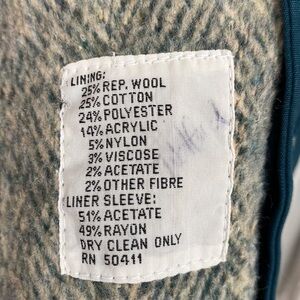 LINING:
25% REP. WOOL
25% COTTON
24% POLYESTER
14% ACRYLIC
5% NYLON
3% VISCOSE
2% ACETATE
2% OTHER FIBRE
LINER SLEEVE:
51% ACETATE
49% RAYON
DRY CLEAN ONLY
RN 50411